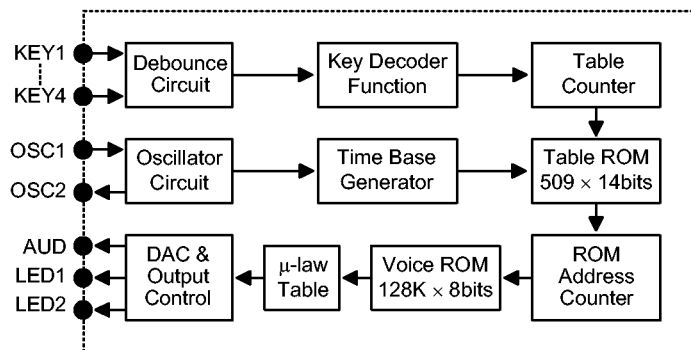 KEY1
KEY4
Debounce
Circuit
Key Decoder
Function
Table
Counter
OSC1
OSC2
Oscillator
Circuit
Time Base
Generator
Table ROM
509 × 14bits
AUD
LED1
LED2
DAC &
Output
Control
μ-law
Table
Voice ROM
128K × 8bits
ROM
Address
Counter